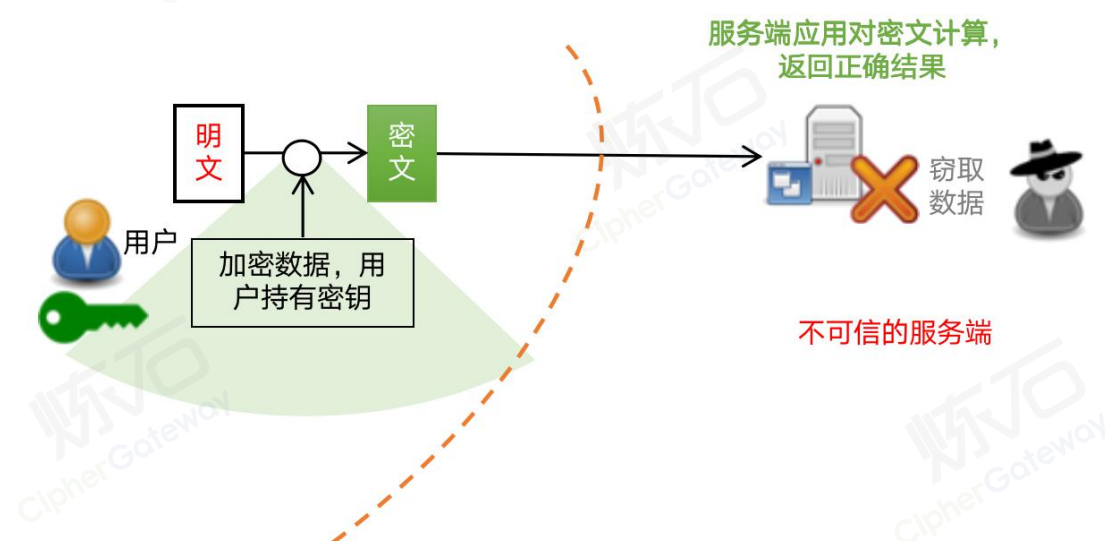 服务端应用对密文计算，
返回正确结果
明
文
密
文
窃取
数据
用户
加密数据，用
户持有密钥
不可信的服务端
炼石
CipherGateway
炼石
CipherGateway
炼石
CipherGateway